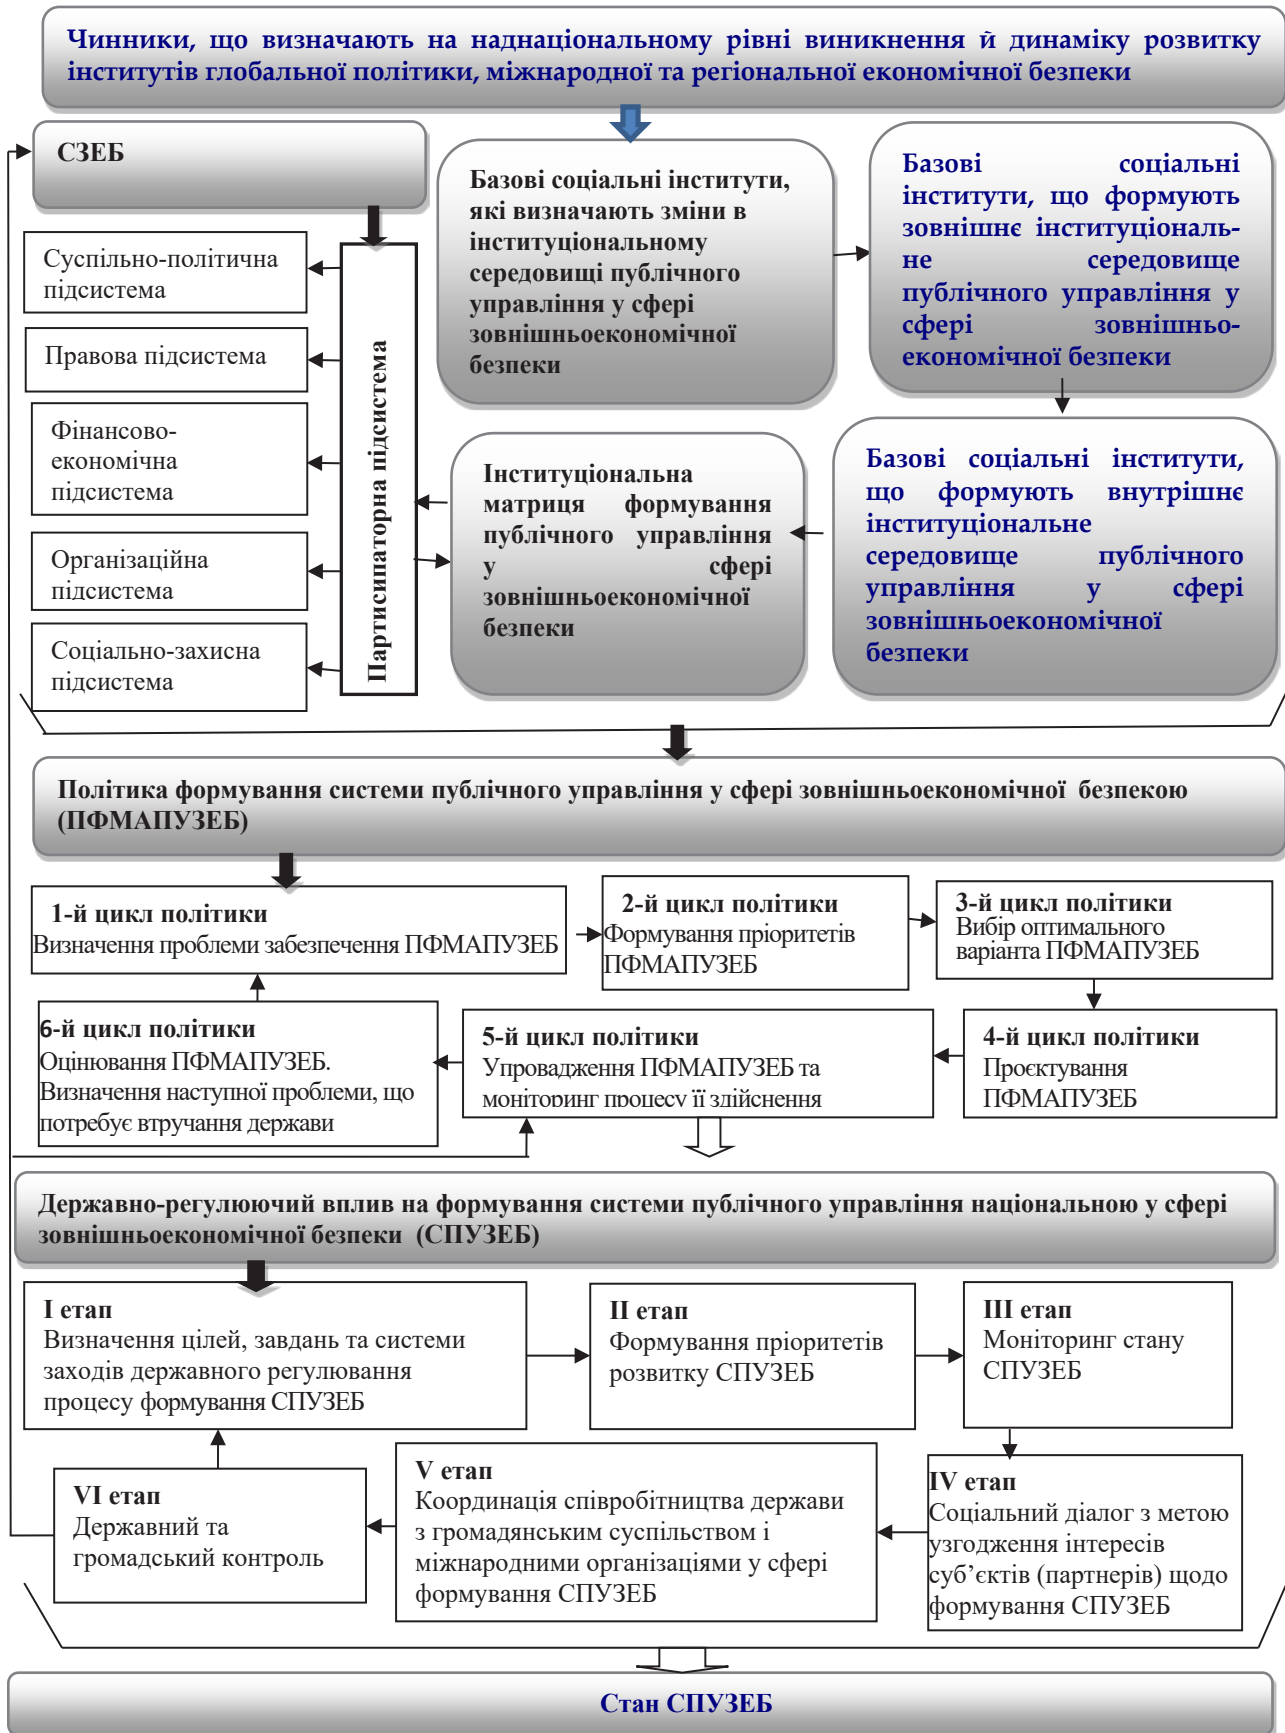 Чинники, що визначають на наднаціональному рівні виникнення й динаміку розвитку
інститутів глобальної політики, міжнародної та регіональної економічної безпеки
СЗЕБ
Суспільно-політична
підсистема
Правова підсистема
Фінансово-
економічна
підсистема
Організаційна
підсистема
Соціально-захисна
підсистема
Партисипаторна підсистема
Базові соціальні інститути,
які визначають зміни в
інституціональному
середовищі публічного
управління у сфері
зовнішньоекономічної
безпеки
Базові соціальні
інститути, що формують
зовнішнє інституціональ-
не середовище
публічного управління у
сфері зовнішньо-
економічної безпеки
Інституціональна
матриця формування
публічного управління
у сфері
зовнішньоекономічної
безпеки
Базові соціальні інститути,
що формують внутрішнє
інституціональне
середовище публічного
управління у сфері
зовнішньоекономічної
безпеки
Політика формування системи публічного управління у сфері зовнішньоекономічної безпекою
(ПФМАПУЗЕБ)
1-й цикл політики
Визначення проблеми забезпечення ПФМАПУЗЕБ
2-й цикл політики
Формування пріоритетів
ПФМАПУЗЕБ
3-й цикл політики
Вибір оптимального
варіанта ПФМАПУЗЕБ
6-й цикл політики
Оцінювання ПФМАПУЗЕБ.
Визначення наступної проблеми, що
потребує втручання держави
5-й цикл політики
Упровадження ПФМАПУЗЕБ та
моніторинг процесу її здійснення
4-й цикл політики
Проєктування
ПФМАПУЗЕБ
Державно-регулюючий вплив на формування системи публічного управління національною у сфері
зовнішньоекономічної безпеки (СПУЗЕБ)
I етап
Визначення цілей, завдань та системи
заходів державного регулювання
процесу формування СПУЗЕБ
II етап
Формування пріоритетів
розвитку СПУЗЕБ
III етап
Моніторинг стану
СПУЗЕБ
VI етап
Державний та
громадський контроль
V етап
Координація співробітництва держави
з громадянським суспільством і
міжнародними організаціями у сфері
формування СПУЗЕБ
IV етап
Соціальний діалог з метою
узгодження інтересів
суб’єктів (партнерів) щодо
формування СПУЗЕБ
Стан СПУЗЕБ